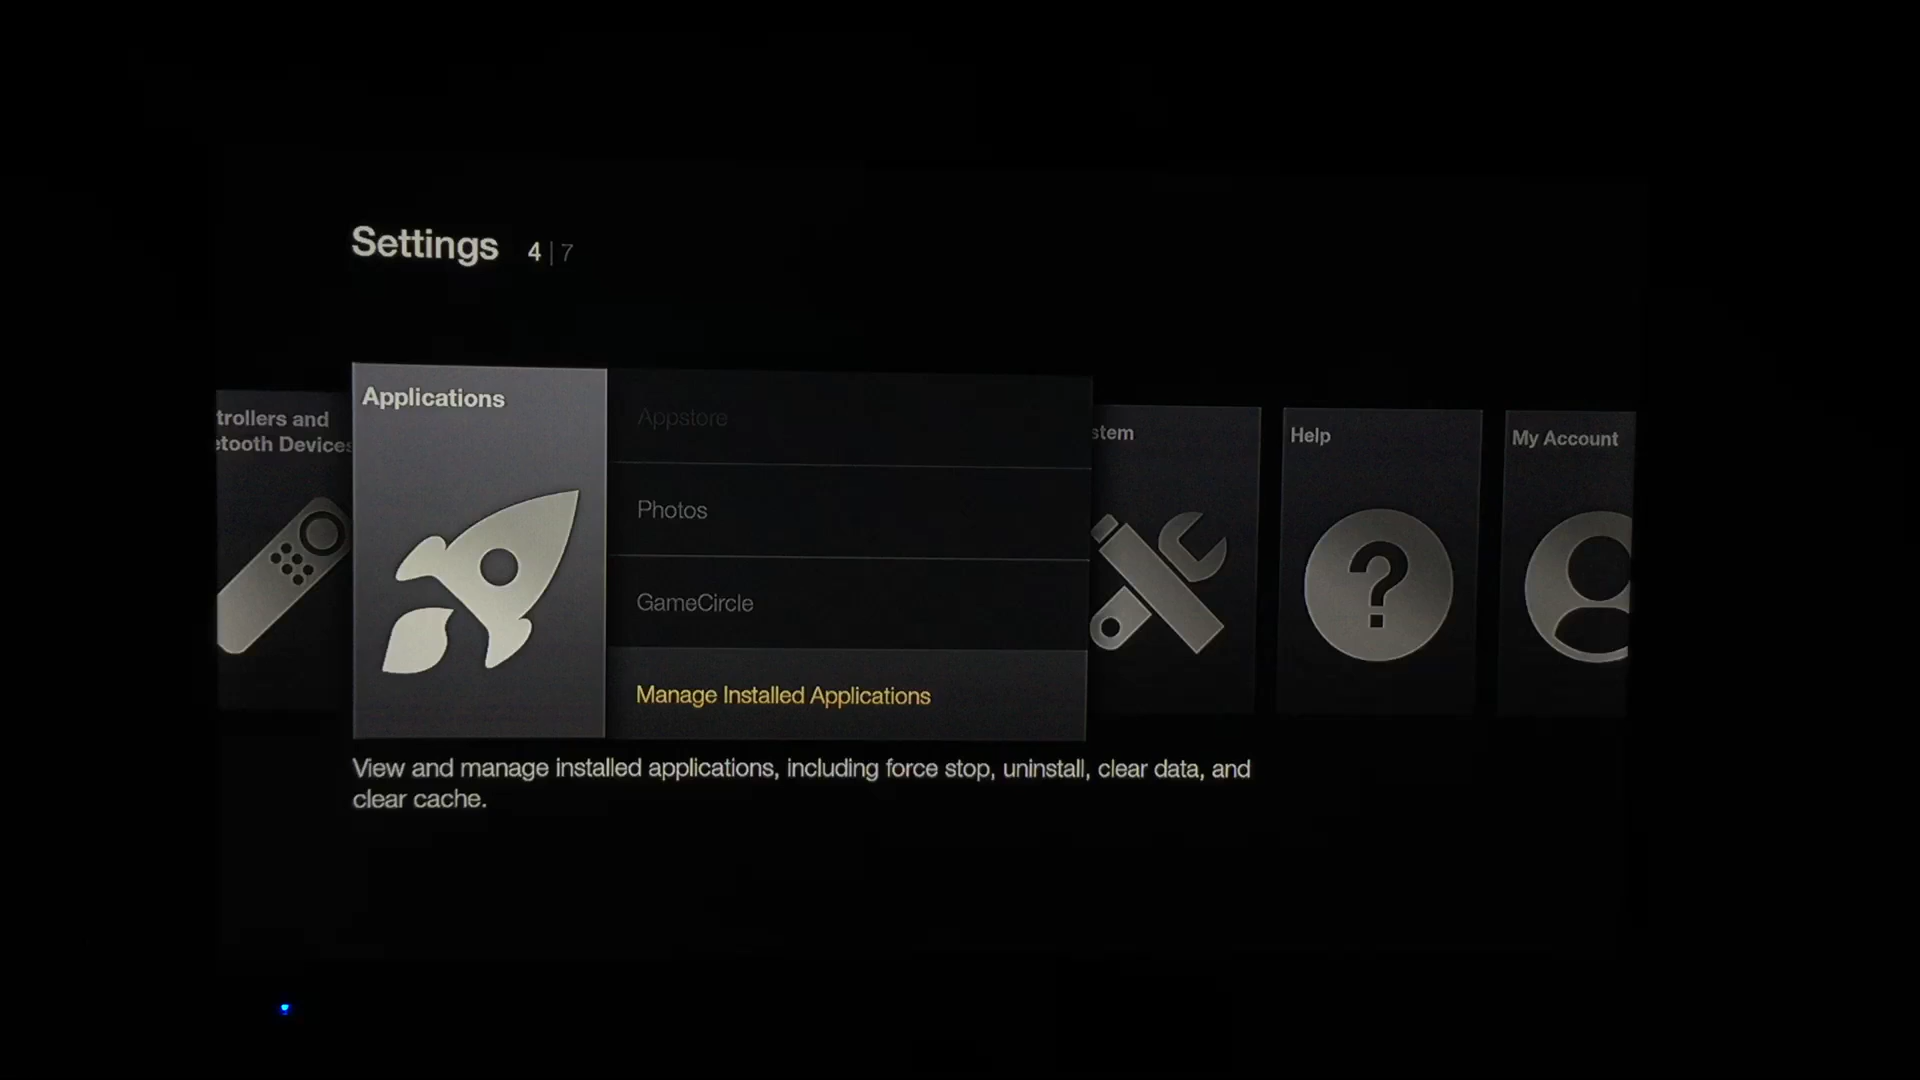 Settings 4|7
trollers and
etooth Devices
Applications
Appstore
Photos
GameCircle
Manage Installed Applications
stem
Help
My Account
View and manage installed applications, including force stop, uninstall, clear data, and
clear cache.